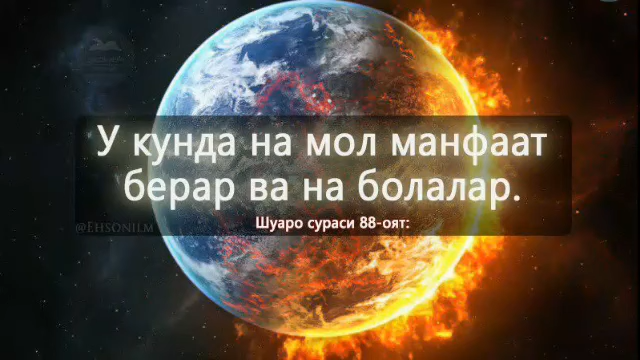 У кунда на мол манфаат
берар ва на болалар.
Шуаро сураси 88-оят:
@EHSONILM